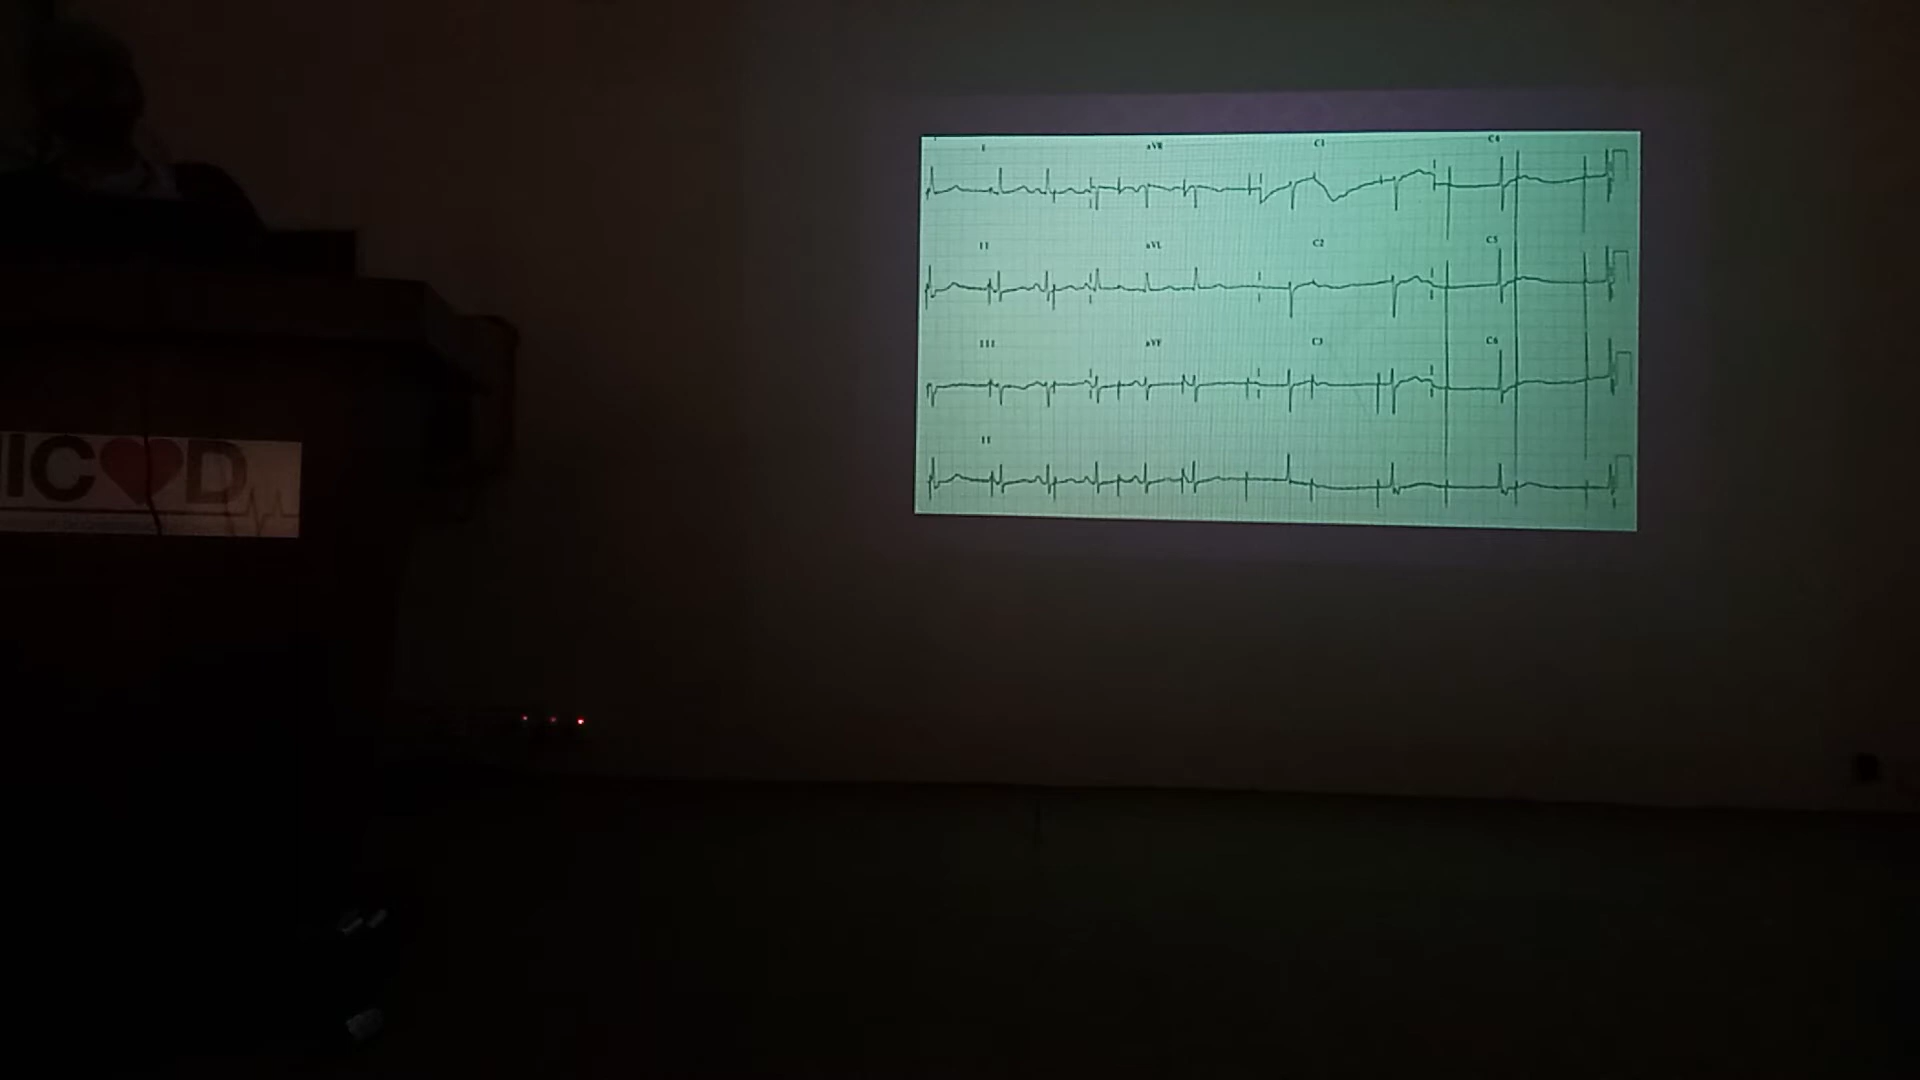 I aVR C1 C4
II aVL C2 C5
III aVF C3 C6
II
IC❤D